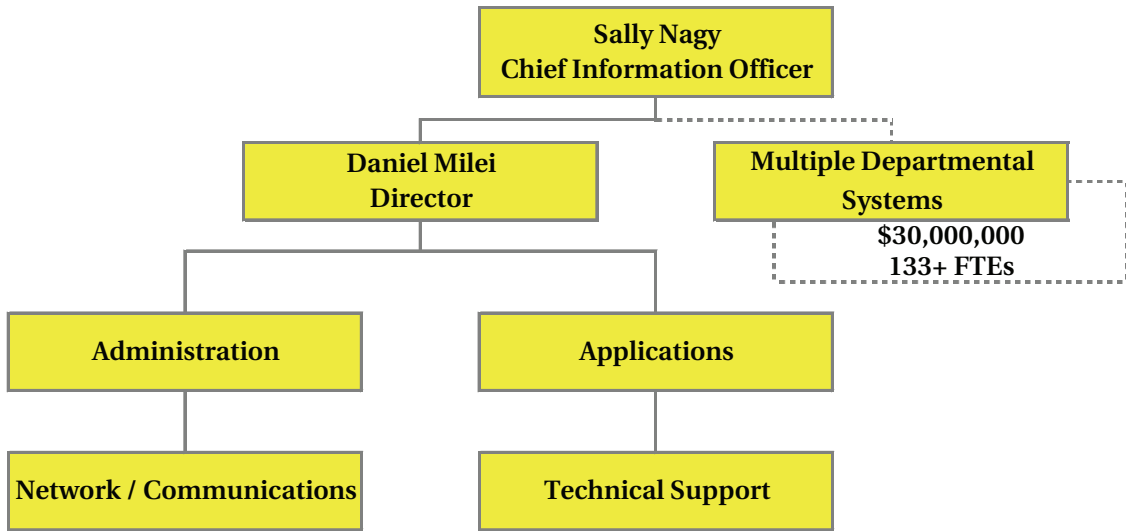 Sally Nagy
Chief Information Officer
Daniel Milei
Director
Multiple Departmental
Systems
$30,000,000
133+ FTEs
Administration
Applications
Network / Communications
Technical Support